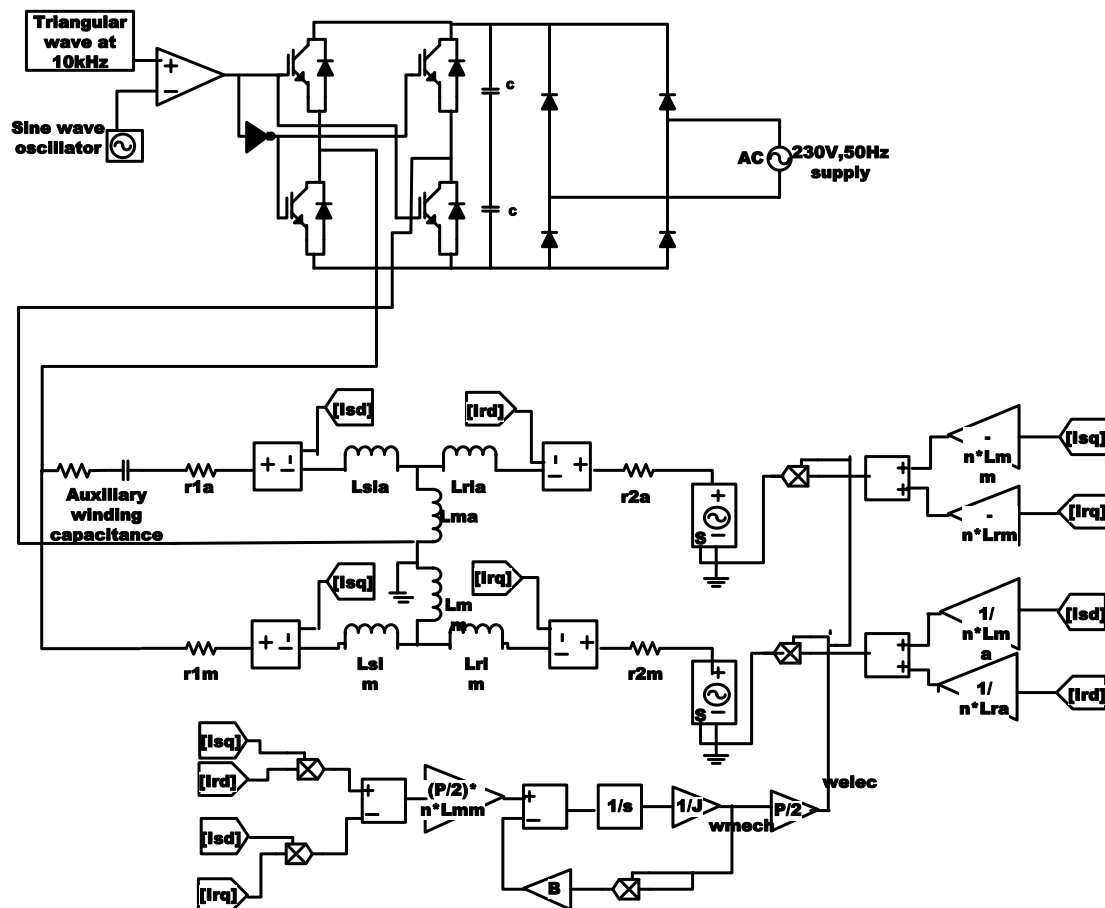 Triangular
wave at
10kHz
+
−
Sine wave
oscillator
c
c
AC
230V,50Hz
supply
[Isd]
[Ird]
+
−
−
+
Auxiliary
winding
capacitance
r1a
Lsla
Lrla
Lma
r2a
+
−
S
+
+
-
n*Lm
m
-
n*Lrm
[Isq]
[Irq]
[Isq]
[Irq]
Lm
m
+
−
−
+
r1m
Lsl
m
Lrl
m
r2m
+
−
S
+
+
1/
n*Lm
a
1/
n*Lra
[Isd]
[Ird]
[Isq]
[Ird]
[Isd]
[Irq]
+
−
(P/2)*
n*Lmm
+
−
1/s
1/J
wmech
P/2
welec
B